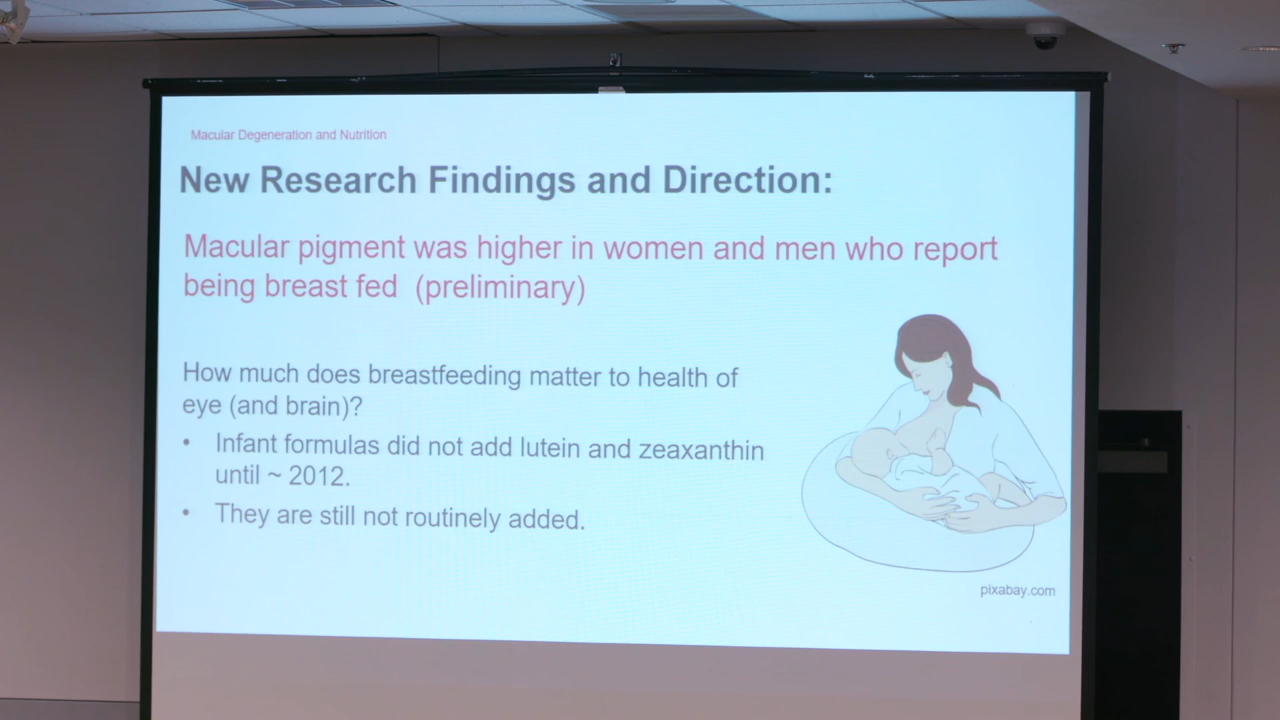 Macular Degeneration and Nutrition
New Research Findings and Direction:
Macular pigment was higher in women and men who report
being breast fed (preliminary)
How much does breastfeeding matter to health of
eye (and brain)?
• Infant formulas did not add lutein and zeaxanthin
until ~ 2012.
• They are still not routinely added.
pixabay.com